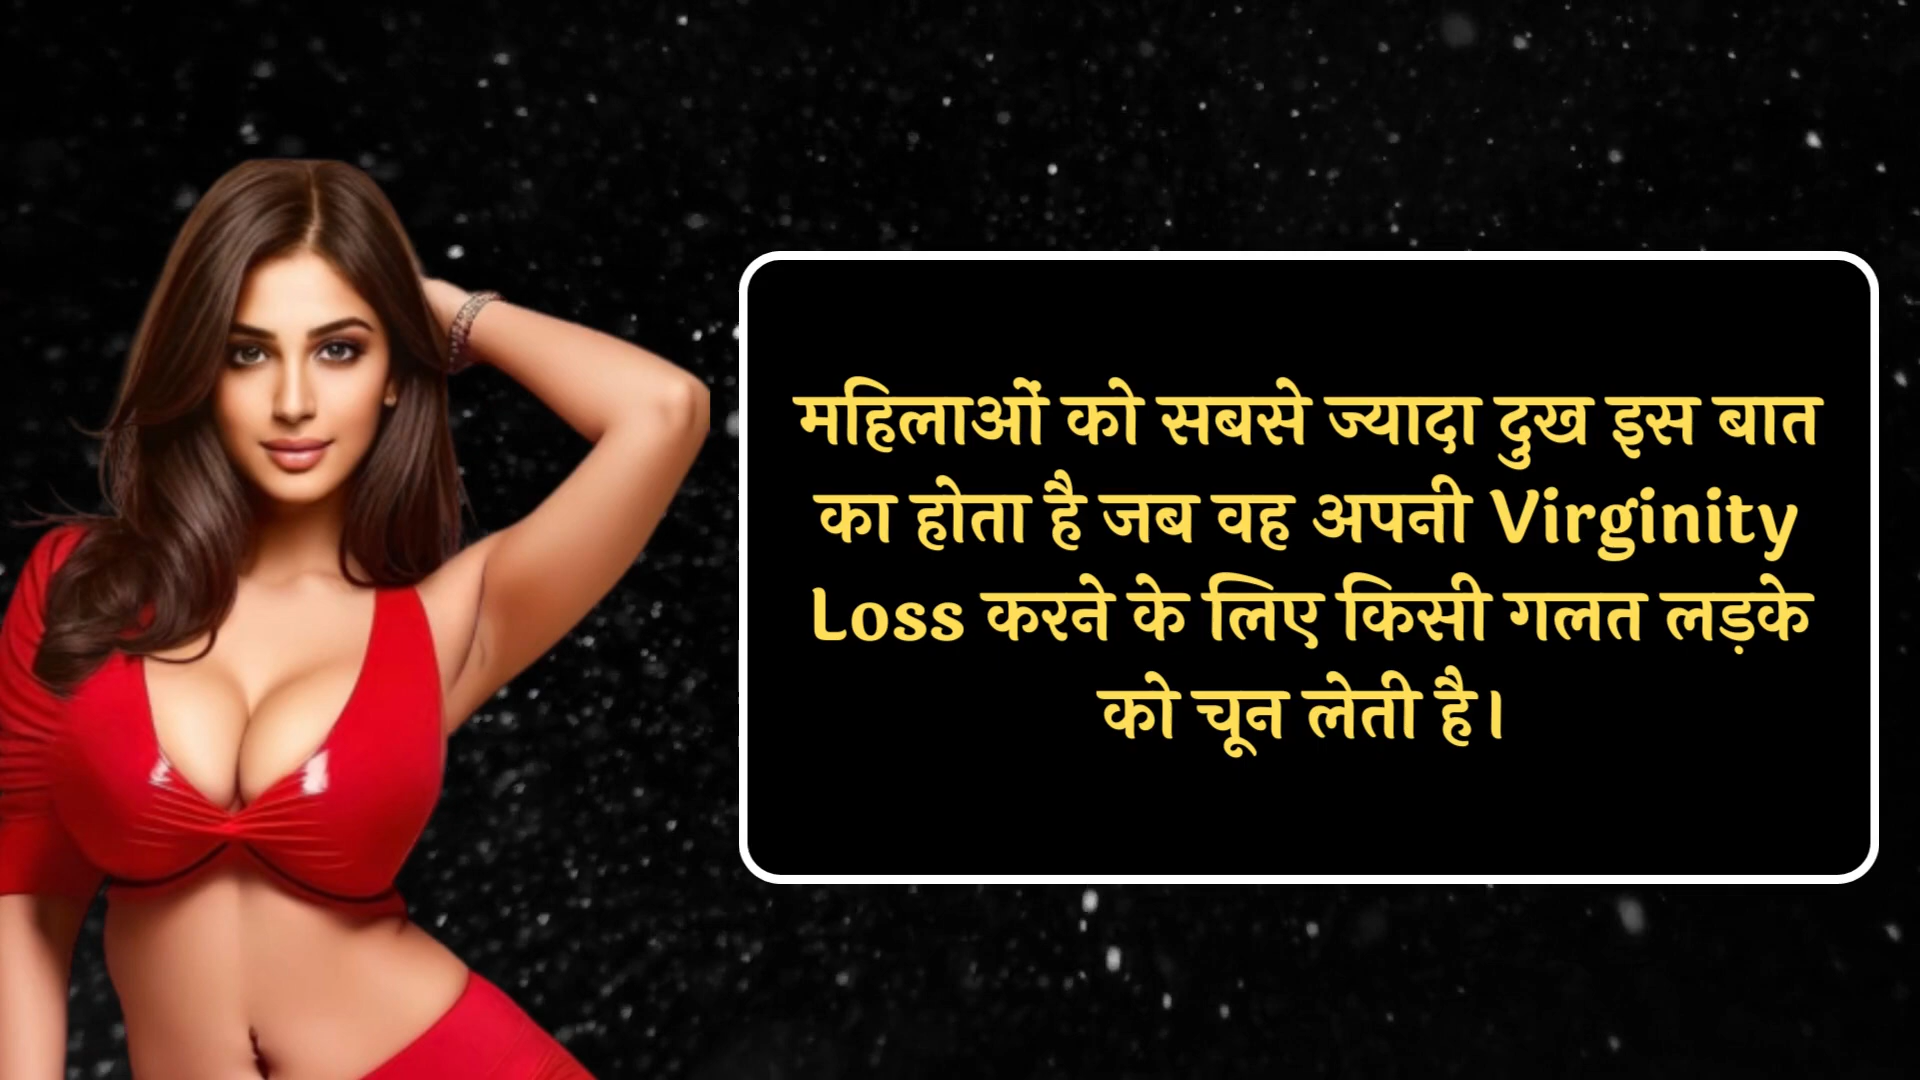 महिलाओं को सबसे ज्यादा दुख इस बात
का होता है जब वह अपनी Virginity
Loss करने के लिए किसी गलत लड़के
को चून लेती है।